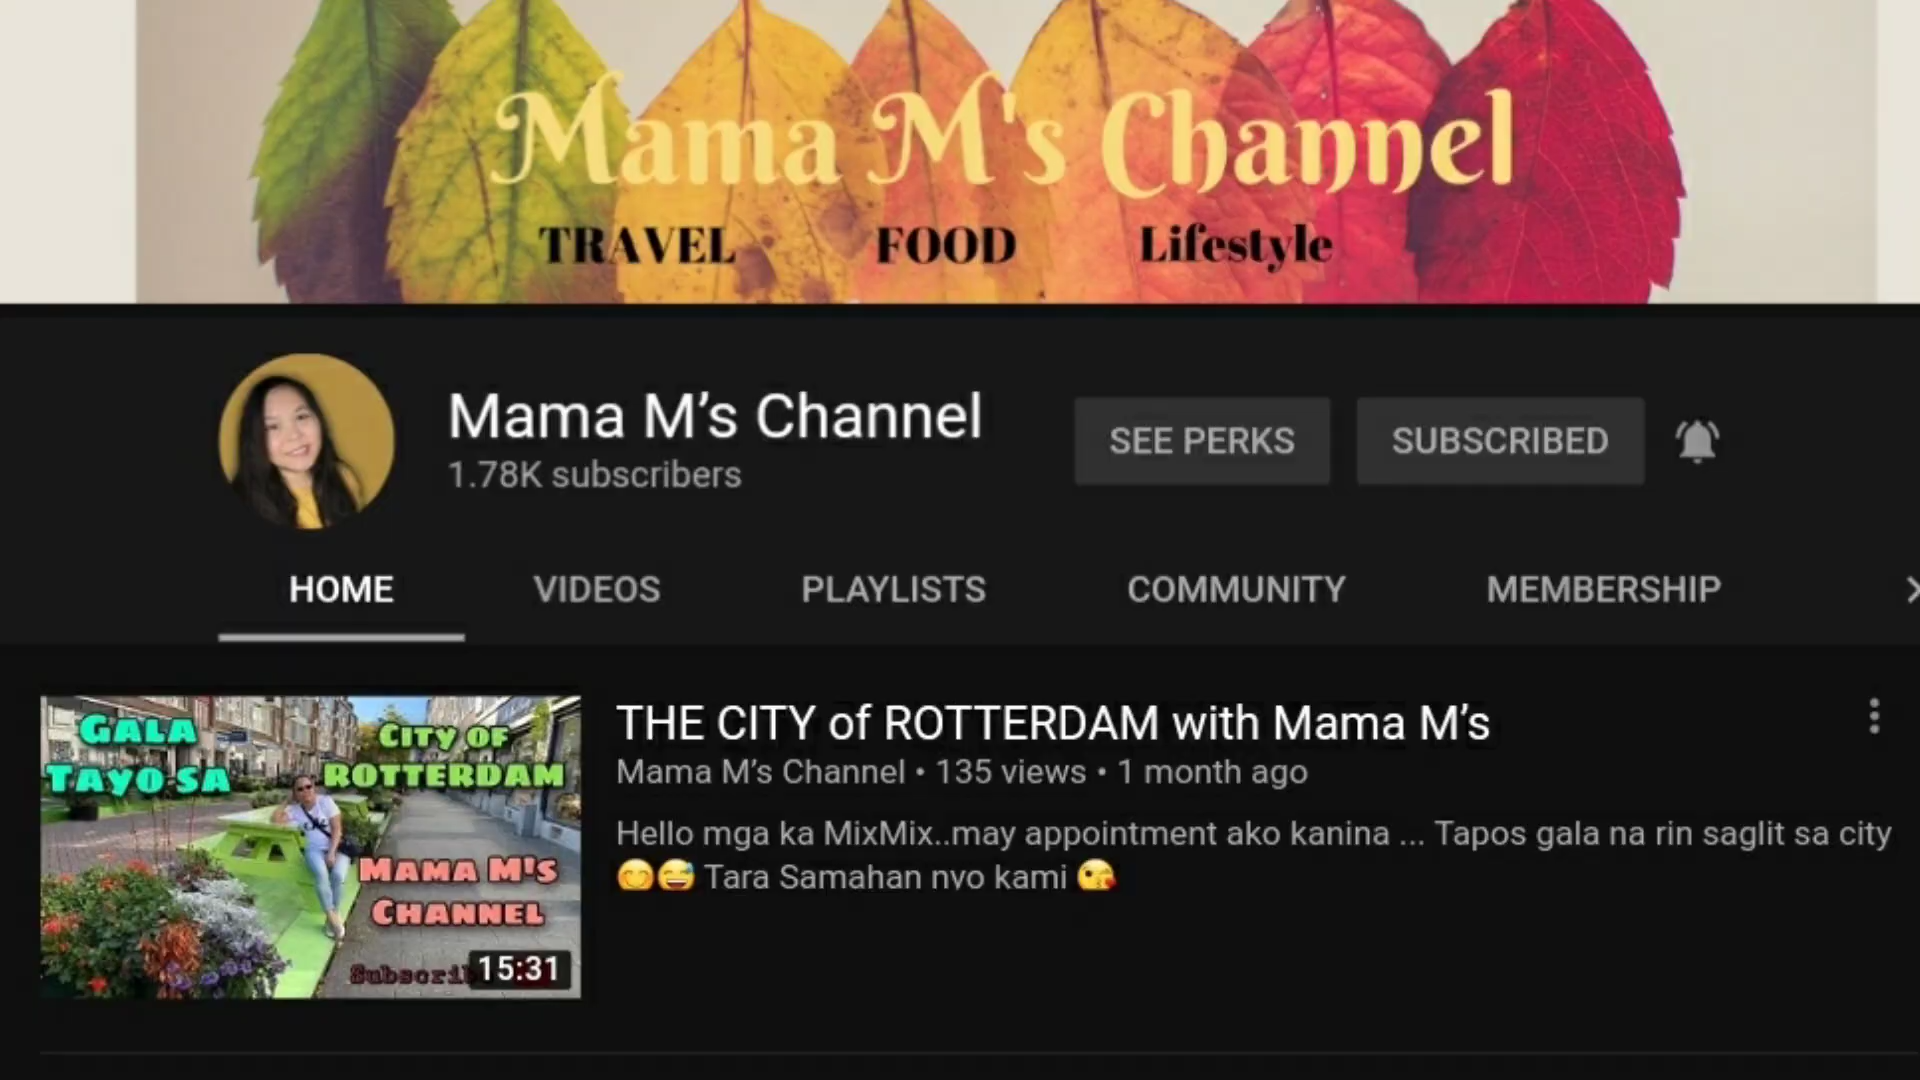 Mama M's Channel
TRAVEL FOOD Lifestyle
Mama M’s Channel
1.78K subscribers
SEE PERKS
SUBSCRIBED
HOME VIDEOS PLAYLISTS COMMUNITY MEMBERSHIP
GALA
TAYO SA
CITY OF
ROTTERDAM
MAMA M'S
CHANNEL
15:31
THE CITY of ROTTERDAM with Mama M’s
Mama M’s Channel • 135 views • 1 month ago
Hello mga ka MixMix..may appointment ako kanina ... Tapos gala na rin saglit sa city
😊😅 Tara Samahan nyo kami 😘